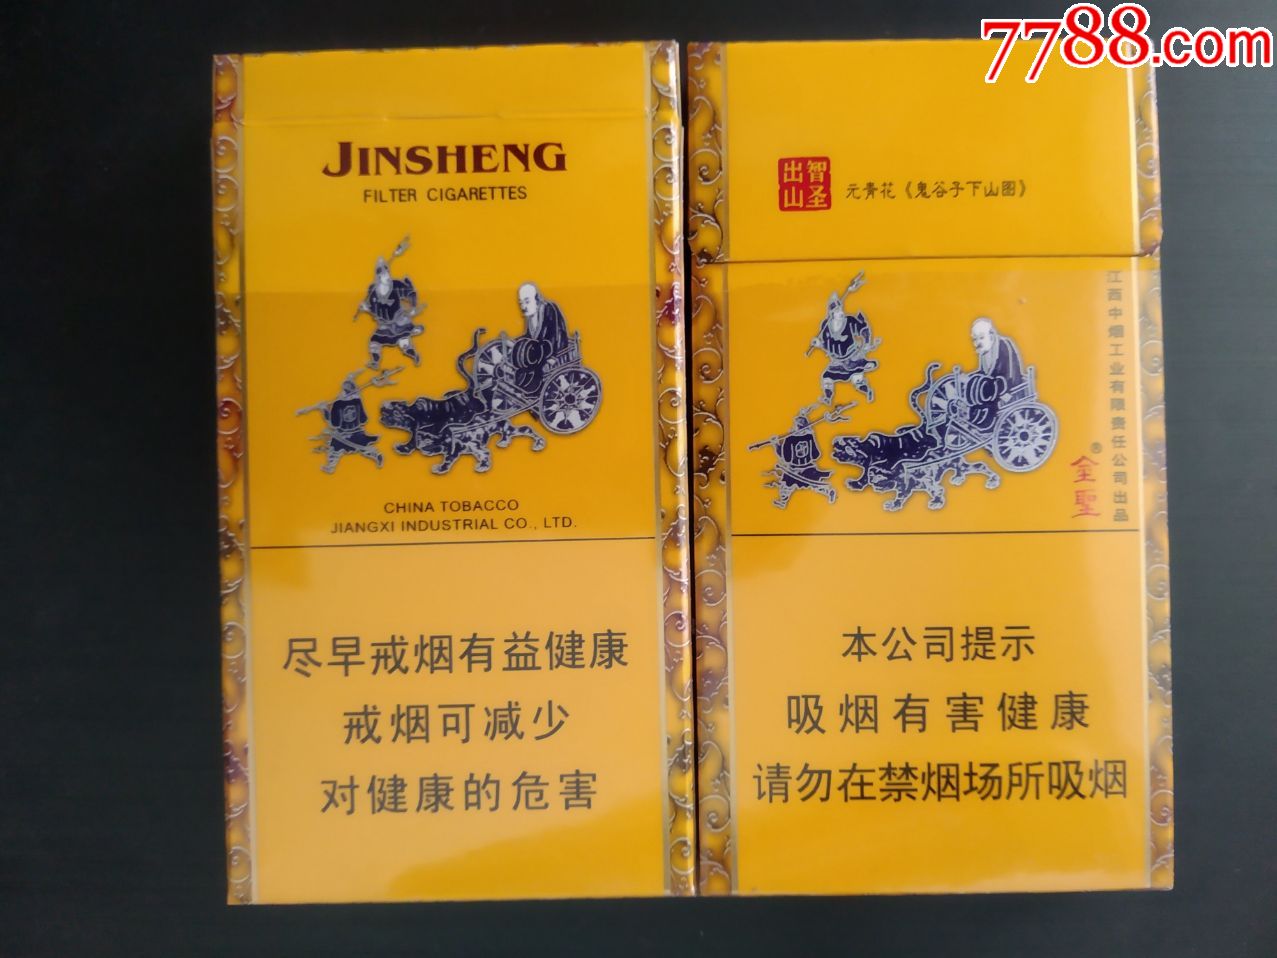 7788.com
JINSHENG
FILTER CIGARETTES
CHINA TOBACCO
JIANGXI INDUSTRIAL CO., LTD.
尽早戒烟有益健康
戒烟可减少
对健康的危害
智圣
出山
元青花《鬼谷子下山图》
江西中烟工业有限责任公司出品
金聖®
本公司提示
吸烟有害健康
请勿在禁烟场所吸烟